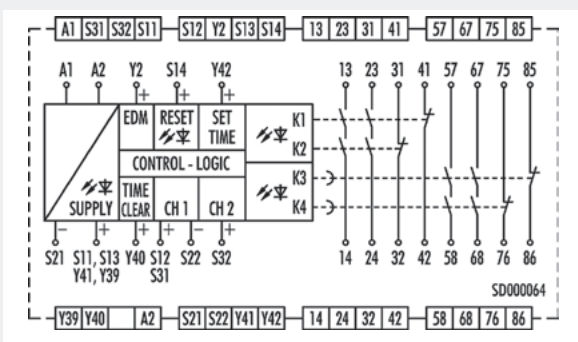 A1 S31 S32 S11 S12 Y2 S13 S14 13 23 31 41 57 67 75 85
A1 A2 Y2 S14 Y42 13 23 31 41 57 67 75 85
+ + +
EDM RESET SET TIME
K1
K2
CONTROL - LOGIC
K3
SUPPLY TIME CLEAR CH 1 CH 2
K4
− + + + − +
S21 S11, S13 Y40 S12 S22 S32 14 24 32 42 58 68 76 86
Y41, Y39 S31
SD000064
Y39 Y40 A2 S21 S22 Y41 Y42 14 24 32 42 58 68 76 86